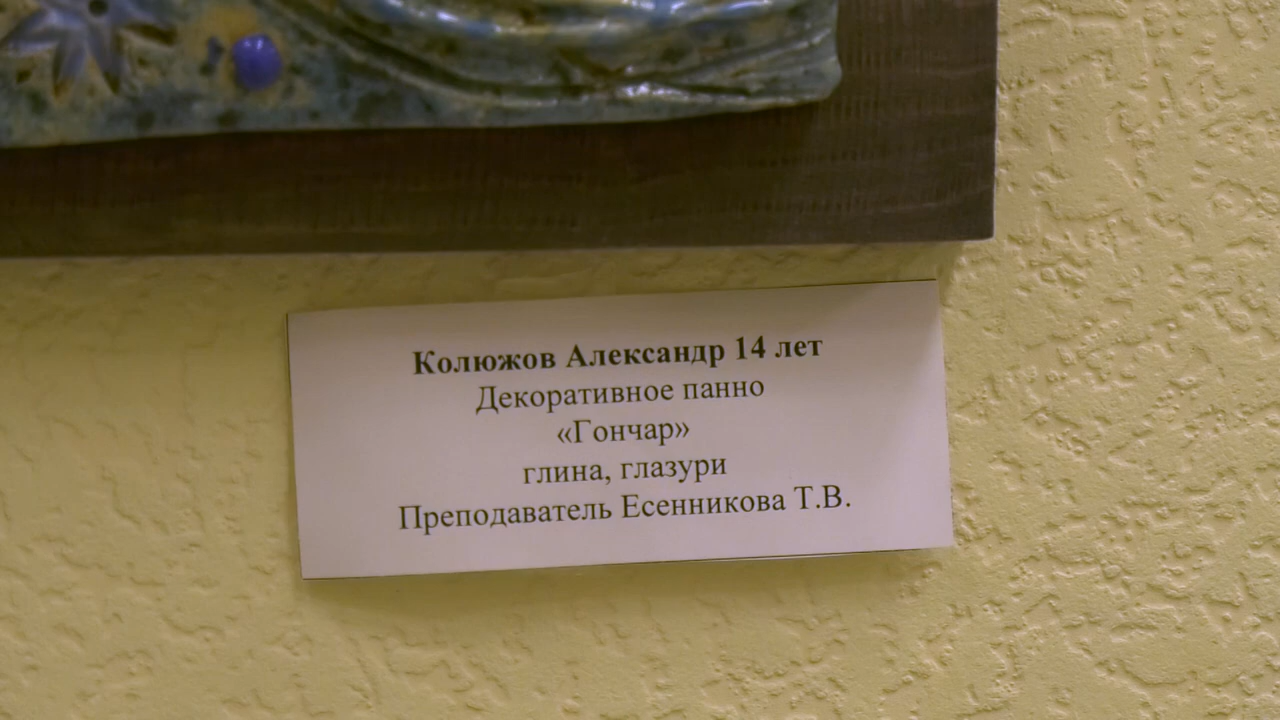 Колюжов Александр 14 лет
Декоративное панно
«Гончар»
глина, глазури
Преподаватель Есенникова Т.В.